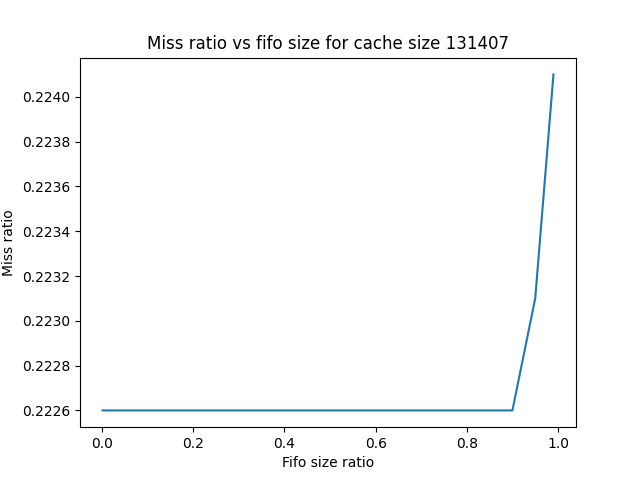 Miss ratio vs fifo size for cache size 131407
0.2240
0.2238
0.2236
0.2234
0.2232
0.2230
0.2228
0.2226
Miss ratio
0.0 0.2 0.4 0.6 0.8 1.0
Fifo size ratio